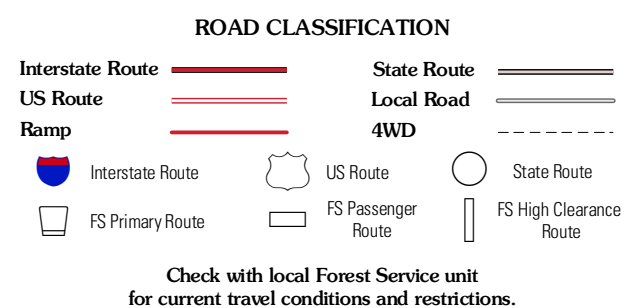 ROAD CLASSIFICATION
Interstate Route
State Route
US Route
Local Road
Ramp
4WD
Interstate Route
US Route
State Route
FS Primary Route
FS Passenger
Route
FS High Clearance
Route
Check with local Forest Service unit
for current travel conditions and restrictions.